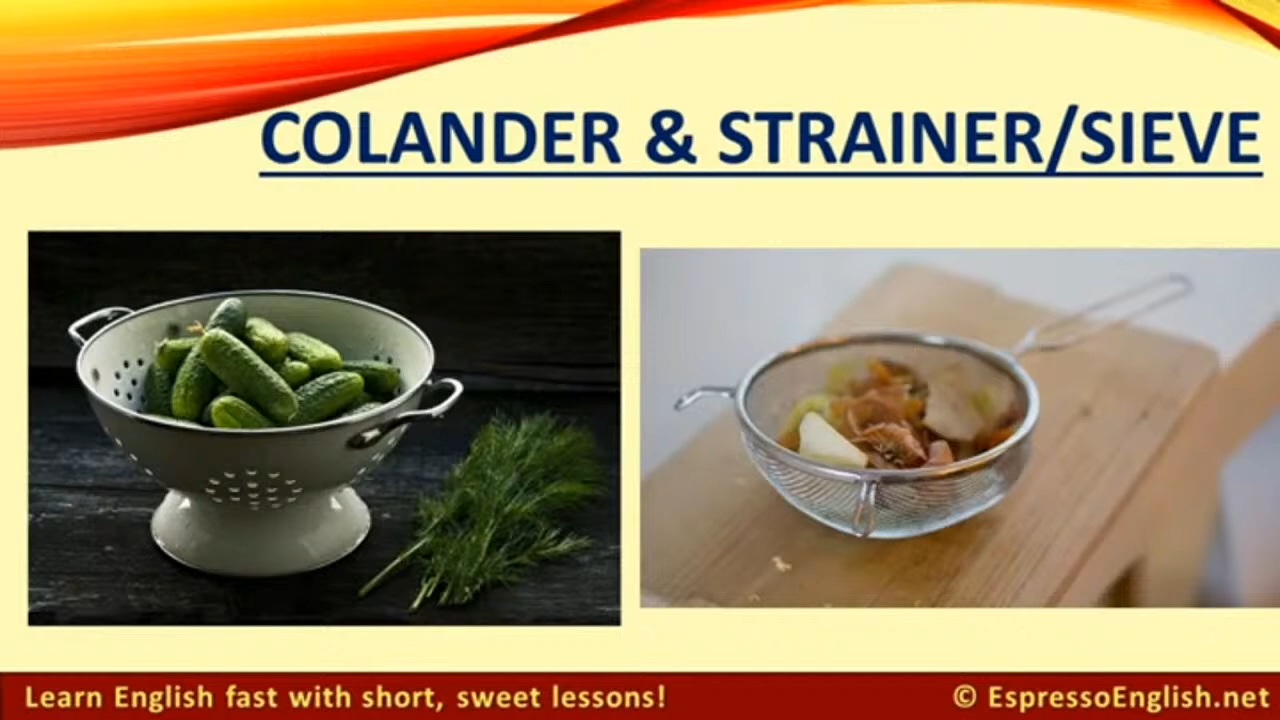 COLANDER & STRAINER/SIEVE
Learn English fast with short, sweet lessons!
© EspressoEnglish.net